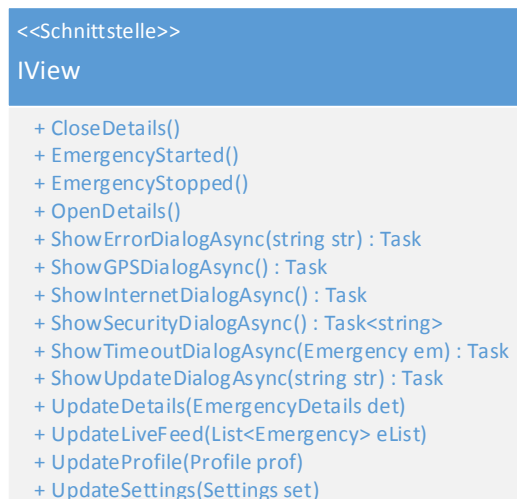 <<Schnittstelle>>
IView
+ CloseDetails()
+ EmergencyStarted()
+ EmergencyStopped()
+ OpenDetails()
+ ShowErrorDialogAsync(string str) : Task
+ ShowGPSDialogAsync() : Task
+ ShowInternetDialogAsync() : Task
+ ShowSecurityDialogAsync() : Task<string>
+ ShowTimeoutDialogAsync(Emergency em) : Task
+ ShowUpdateDialogAsync(string str) : Task
+ UpdateDetails(EmergencyDetails det)
+ UpdateLiveFeed(List<Emergency> eList)
+ UpdateProfile(Profile prof)
+ UpdateSettings(Settings set)